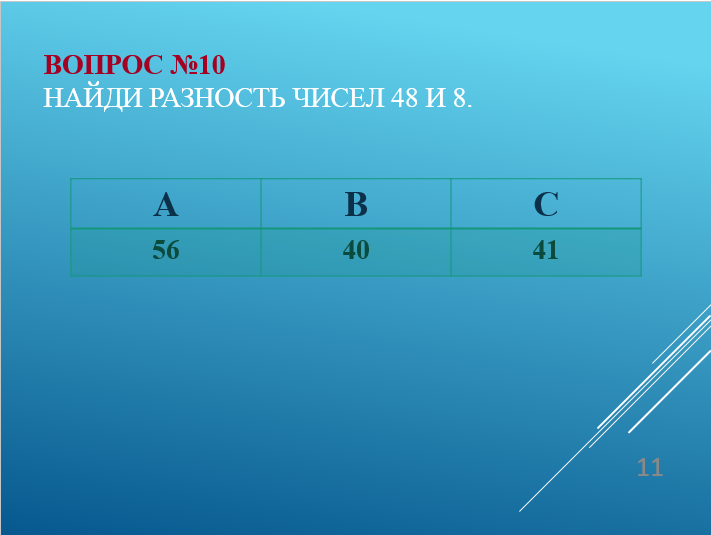 ВОПРОС №10
НАЙДИ РАЗНОСТЬ ЧИСЕЛ 48 И 8.
А В С
56 40 41
11